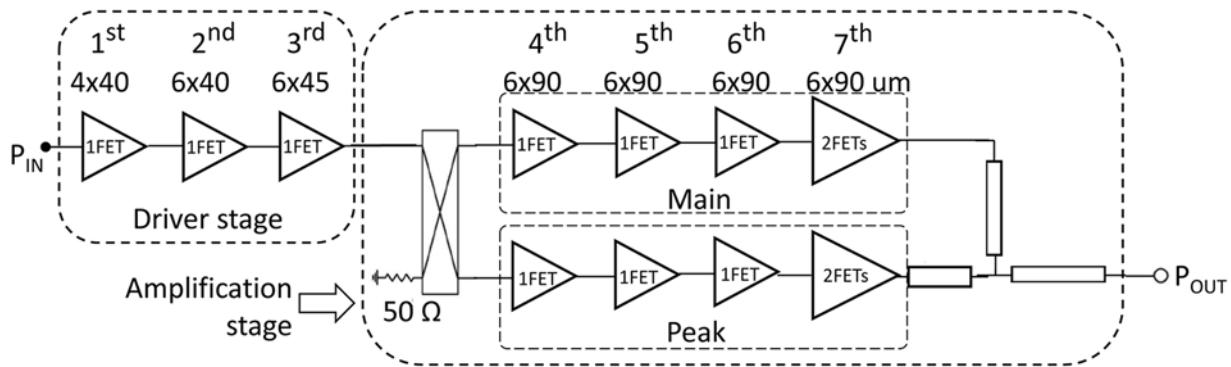 1st 2nd 3rd 4th 5th 6th 7th
4x40 6x40 6x45 6x90 6x90 6x90 6x90 um
PIN 1FET 1FET 1FET 1FET 1FET 1FET 2FETs
Driver stage
Main
1FET 1FET 1FET 2FETs POUT
Amplification
stage
50 Ω
Peak